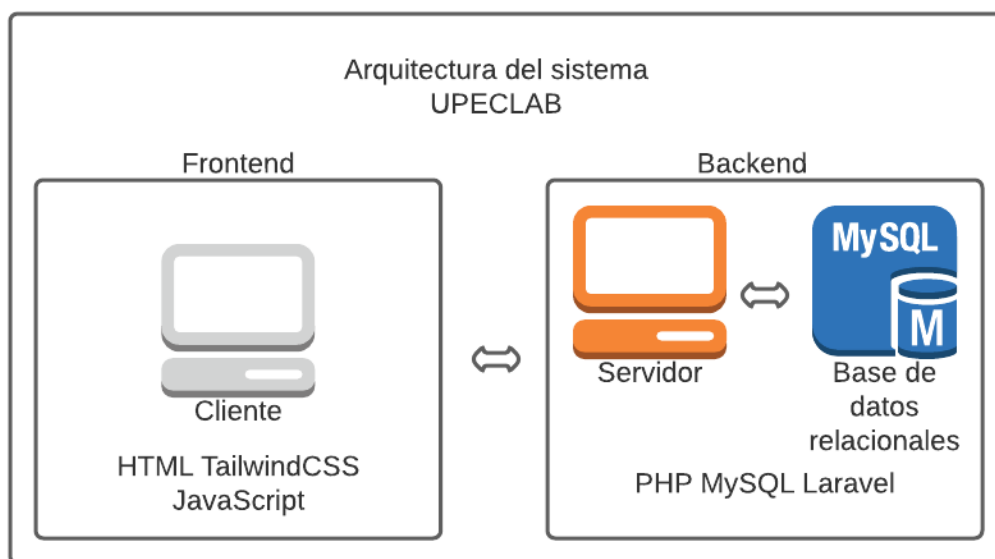 Arquitectura del sistema
UPECLAB
Frontend
Cliente
HTML TailwindCSS
JavaScript
Backend
MySQL
M
Servidor
Base de
datos
relacionales
PHP MySQL Laravel